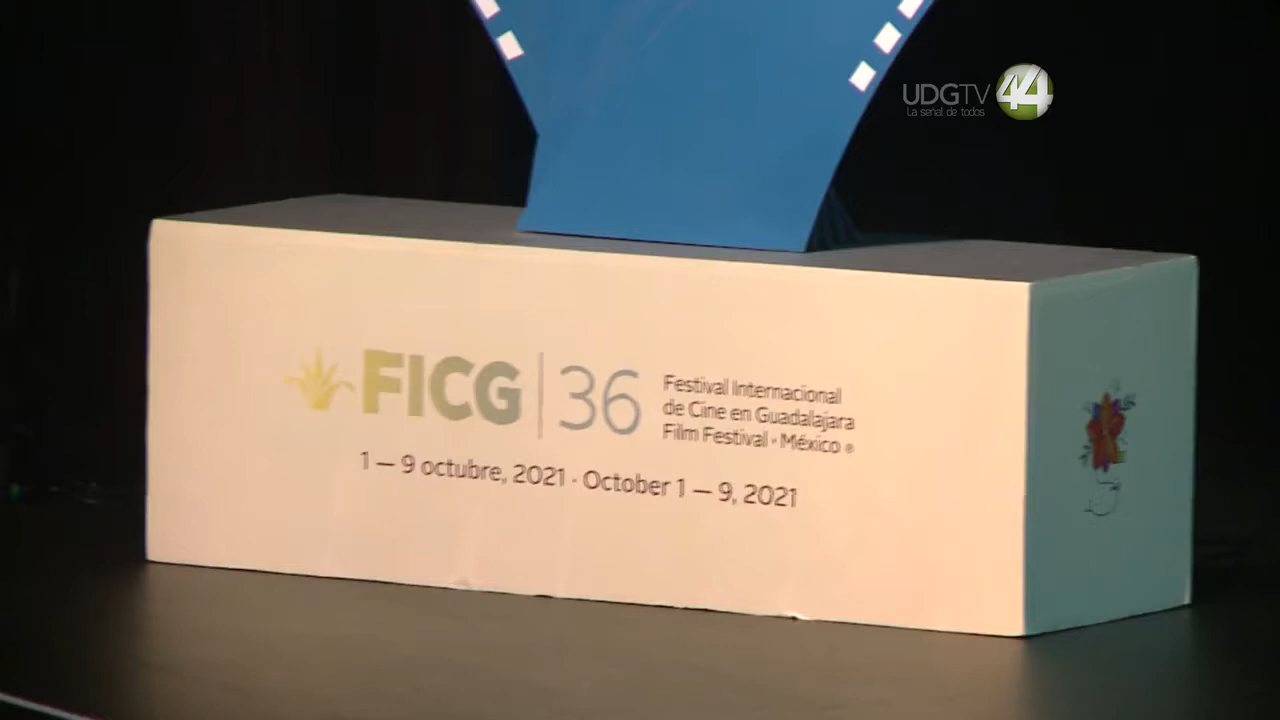 UDGTV 44
La señal de todos
FICG 36
Festival Internacional
de Cine en Guadalajara
Film Festival · México ®
1 — 9 octubre, 2021 · October 1 — 9, 2021